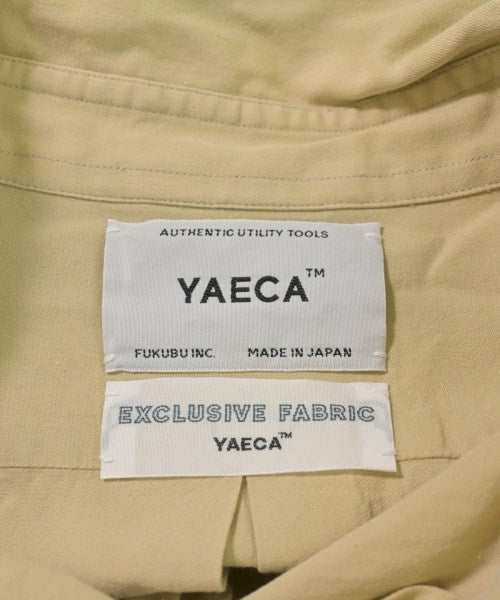 AUTHENTIC UTILITY TOOLS
YAECA™
FUKUBU INC. MADE IN JAPAN
EXCLUSIVE FABRIC
YAECA™